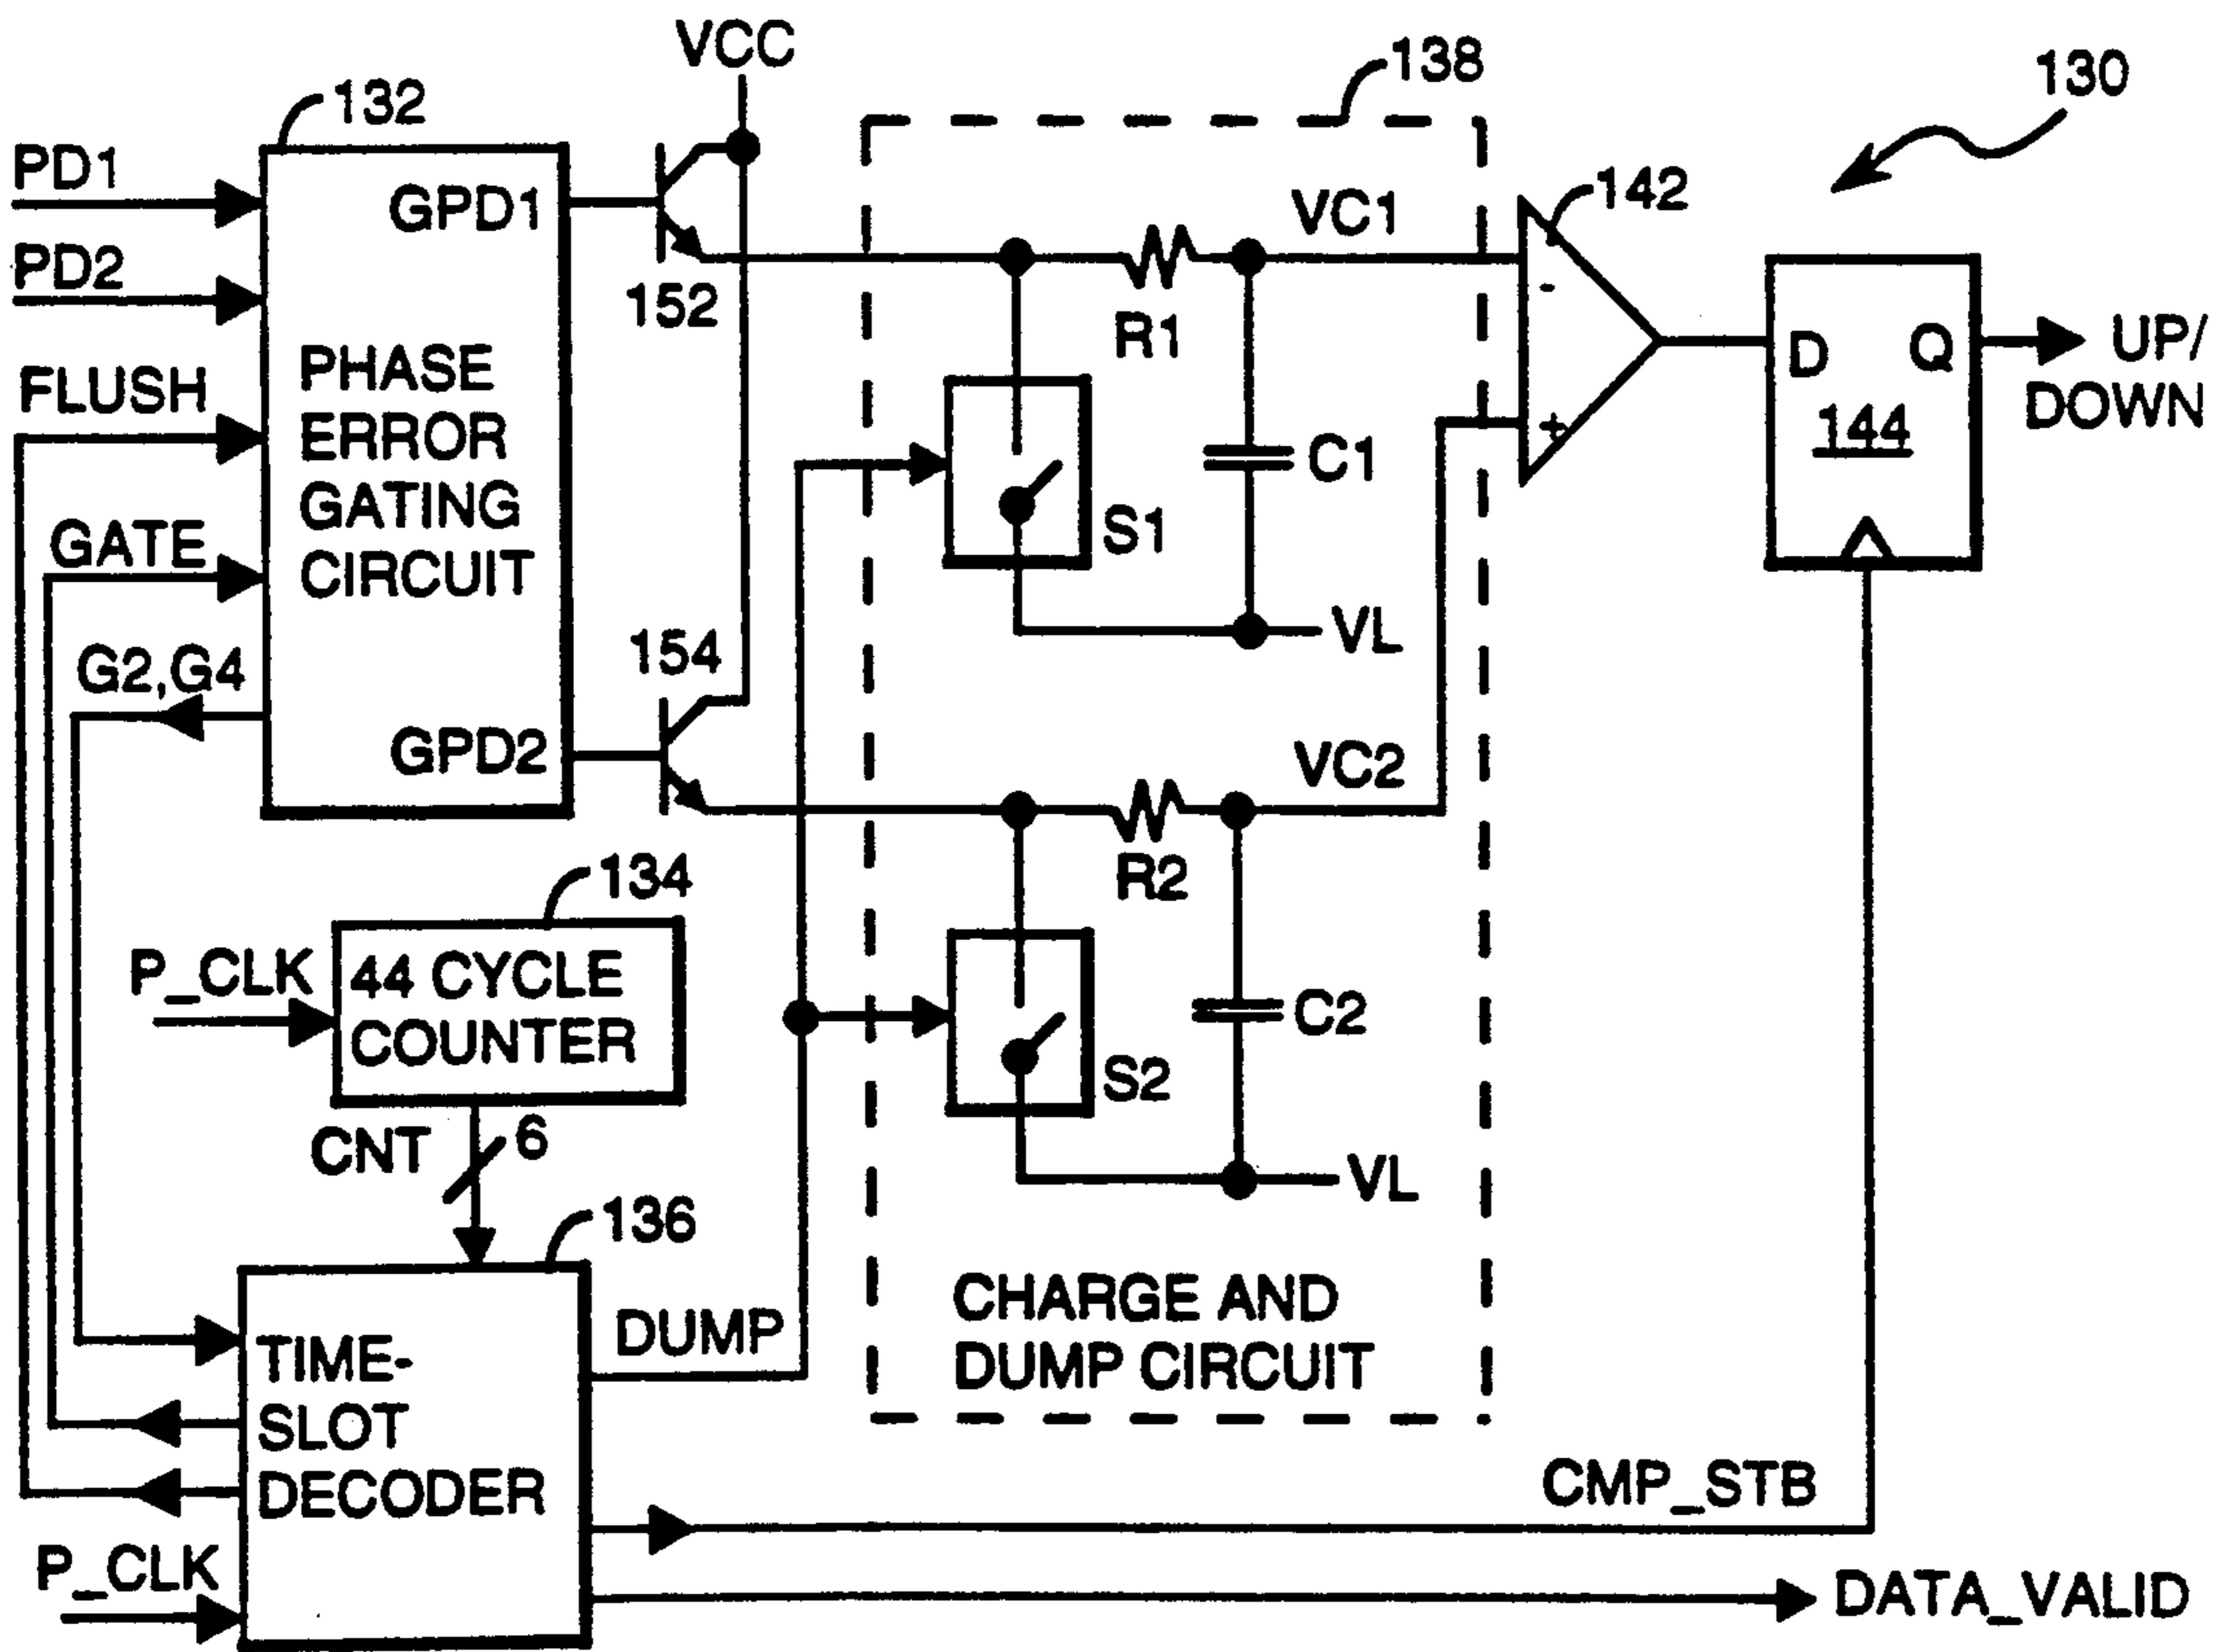 VCC
138
130
132
PD1
GPD1
VC1
142
PD2
152
R1
-
D
Q
UP/
DOWN
144
FLUSH
PHASE
ERROR
GATING
CIRCUIT
+
C1
S1
GATE
VL
154
G2,G4
GPD2
VC2
R2
134
P_CLK
44 CYCLE
COUNTER
C2
S2
CNT
6
VL
136
CHARGE AND
DUMP CIRCUIT
DUMP
TIME-
SLOT
DECODER
CMP_STB
P_CLK
DATA_VALID